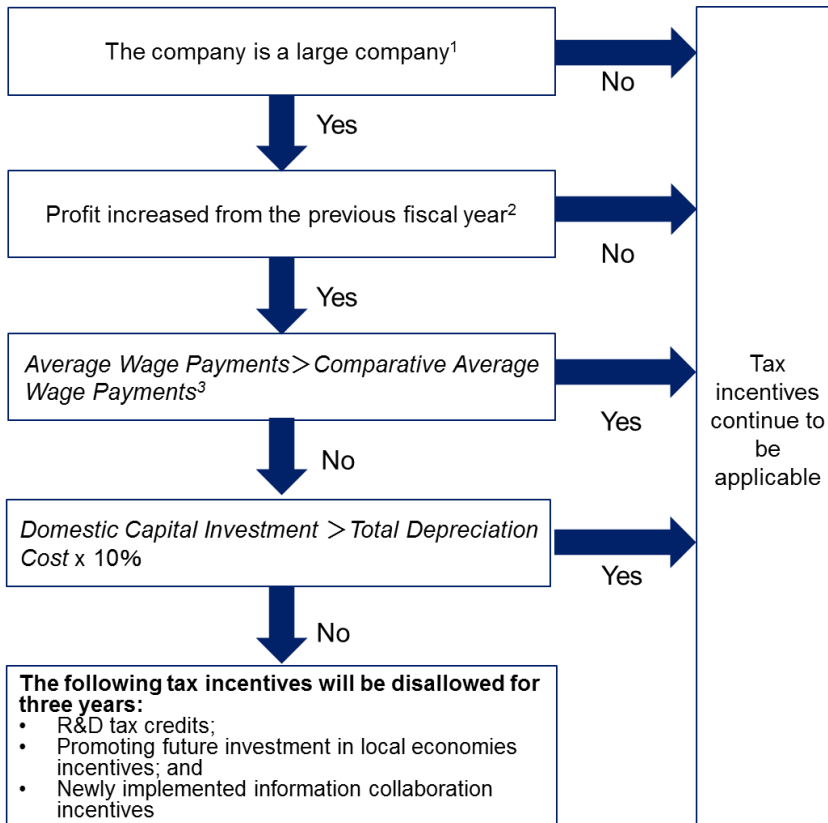 The company is a large company¹
No
Yes
Profit increased from the previous fiscal year²
No
Yes
Average Wage Payments＞Comparative Average
Wage Payments³
Yes
No
Domestic Capital Investment ＞Total Depreciation
Cost x 10%
Yes
No
The following tax incentives will be disallowed for
three years:
• R&D tax credits;
• Promoting future investment in local economies
incentives; and
• Newly implemented information collaboration
incentives
Tax
incentives
continue to
be
applicable